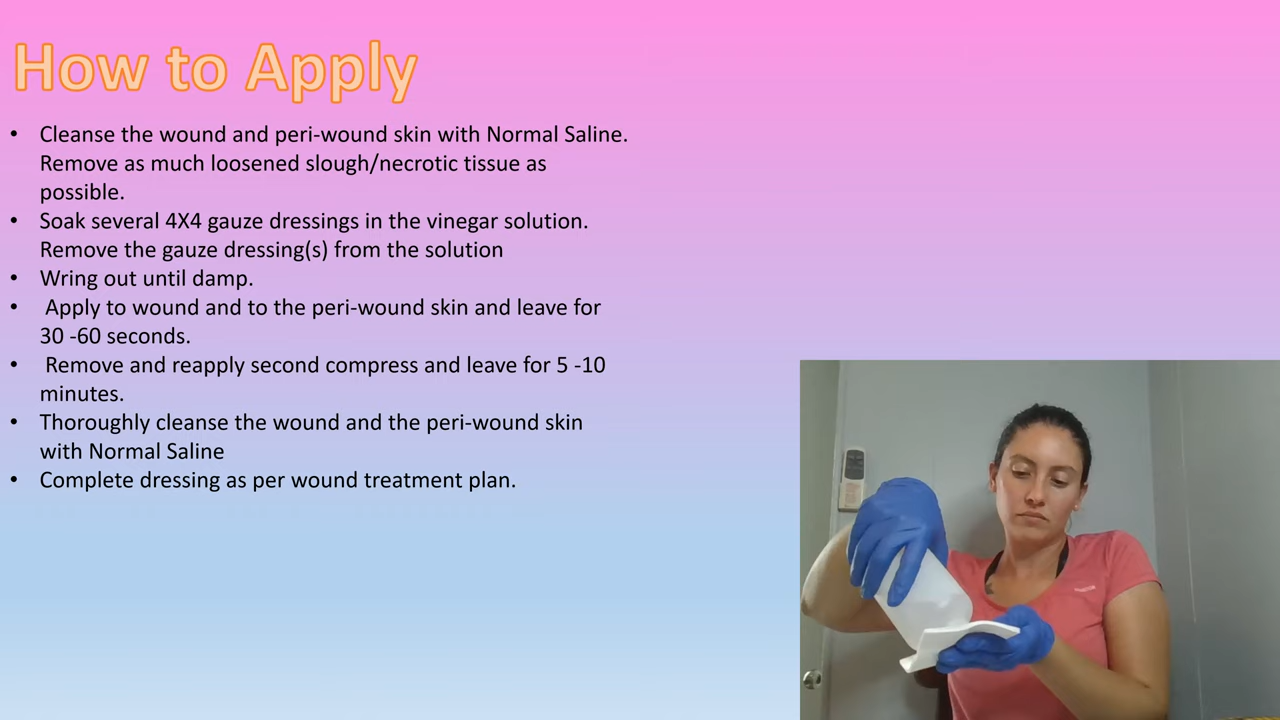 How to Apply
• Cleanse the wound and peri-wound skin with Normal Saline.
Remove as much loosened slough/necrotic tissue as
possible.
• Soak several 4X4 gauze dressings in the vinegar solution.
Remove the gauze dressing(s) from the solution
• Wring out until damp.
• Apply to wound and to the peri-wound skin and leave for
30 -60 seconds.
• Remove and reapply second compress and leave for 5 -10
minutes.
• Thoroughly cleanse the wound and the peri-wound skin
with Normal Saline
• Complete dressing as per wound treatment plan.